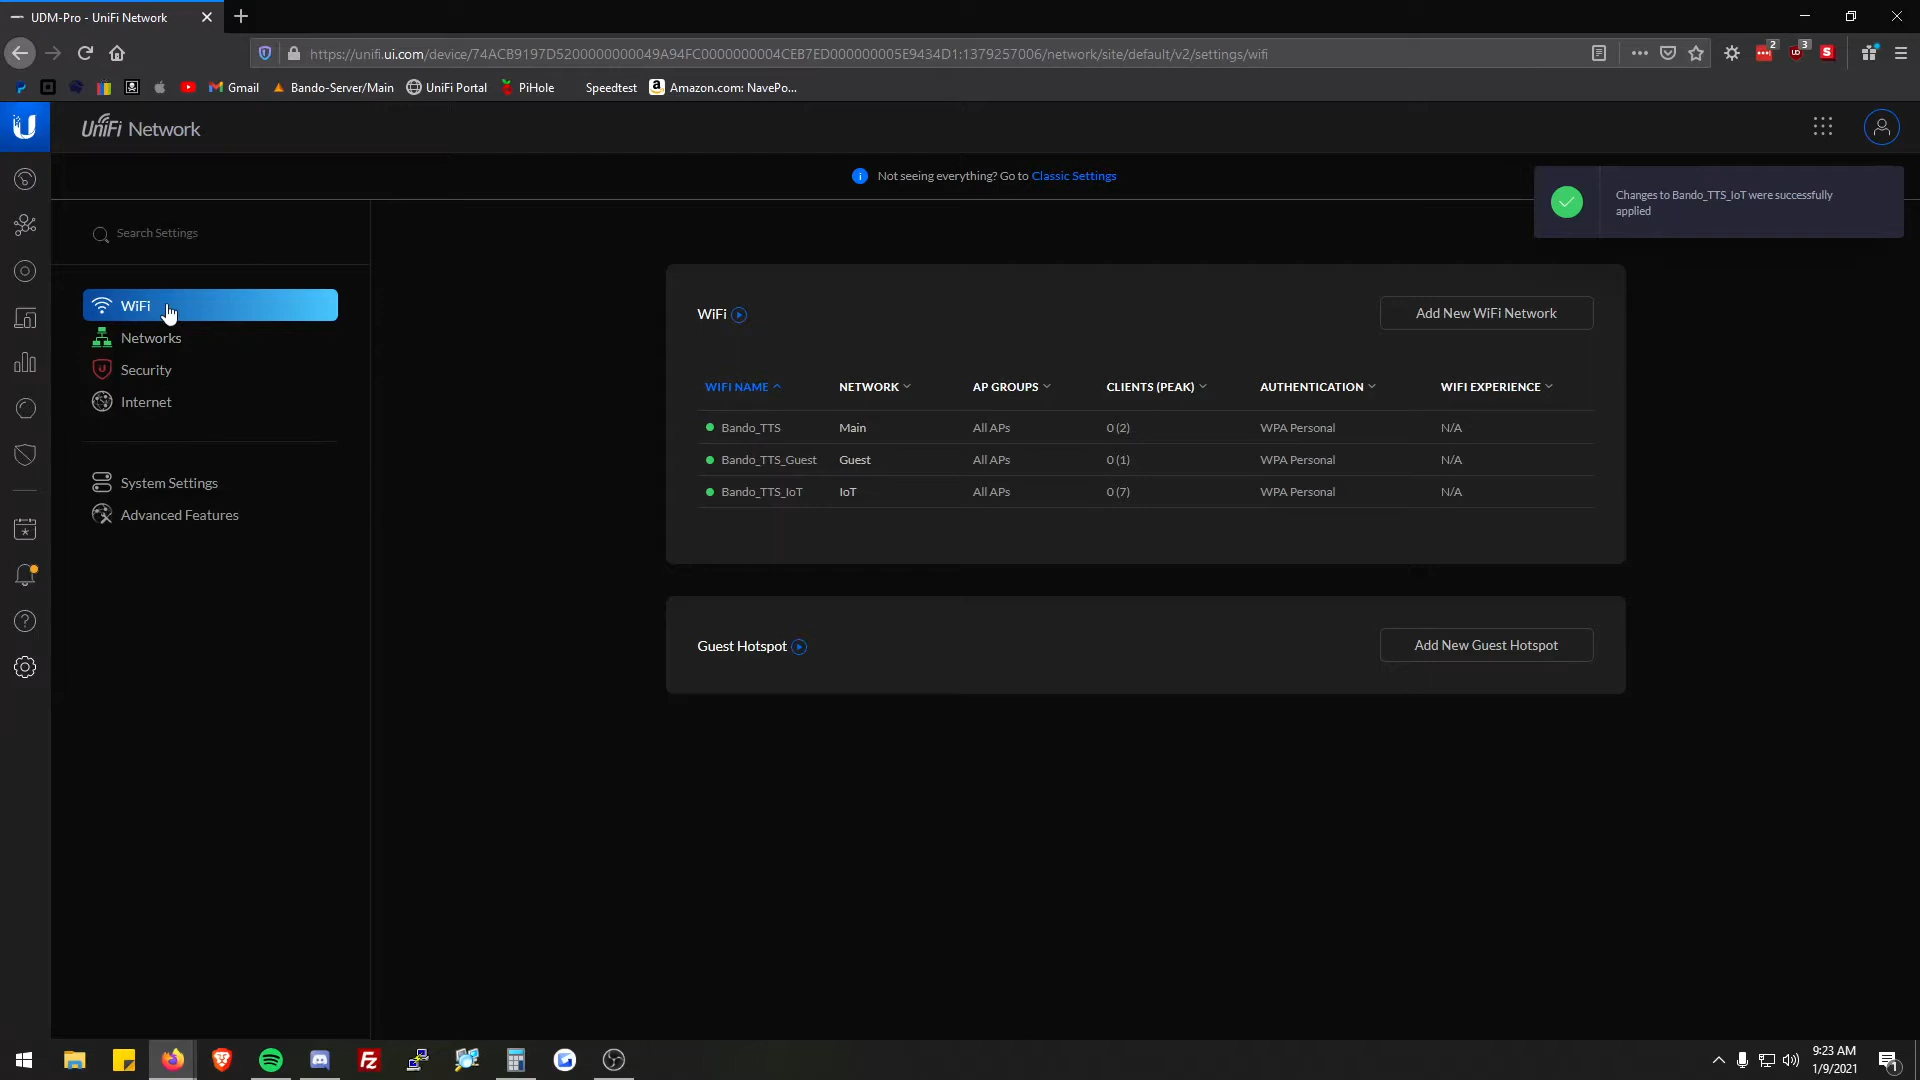 UDM-Pro - UniFi Network
https://unifi.ui.com/device/74ACB9197D5200000000049A94FC0000000004CEB7ED000000005E9434D1:1379257006/network/site/default/v2/settings/wifi
2
3
Gmail
Bando-Server/Main
UniFi Portal
PiHole
Speedtest
Amazon.com: NavePo...
UniFi Network
Not seeing everything? Go to Classic Settings
Changes to Bando_TTS_IoT were successfully
applied
Search Settings
WiFi
Networks
Security
Internet
System Settings
Advanced Features
WiFi
Add New WiFi Network
WIFI NAME NETWORK AP GROUPS CLIENTS (PEAK) AUTHENTICATION WIFI EXPERIENCE
Bando_TTS Main All APs 0 (2) WPA Personal N/A
Bando_TTS_Guest Guest All APs 0 (1) WPA Personal N/A
Bando_TTS_IoT IoT All APs 0 (7) WPA Personal N/A
Guest Hotspot
Add New Guest Hotspot
9:23 AM
1/9/2021
1